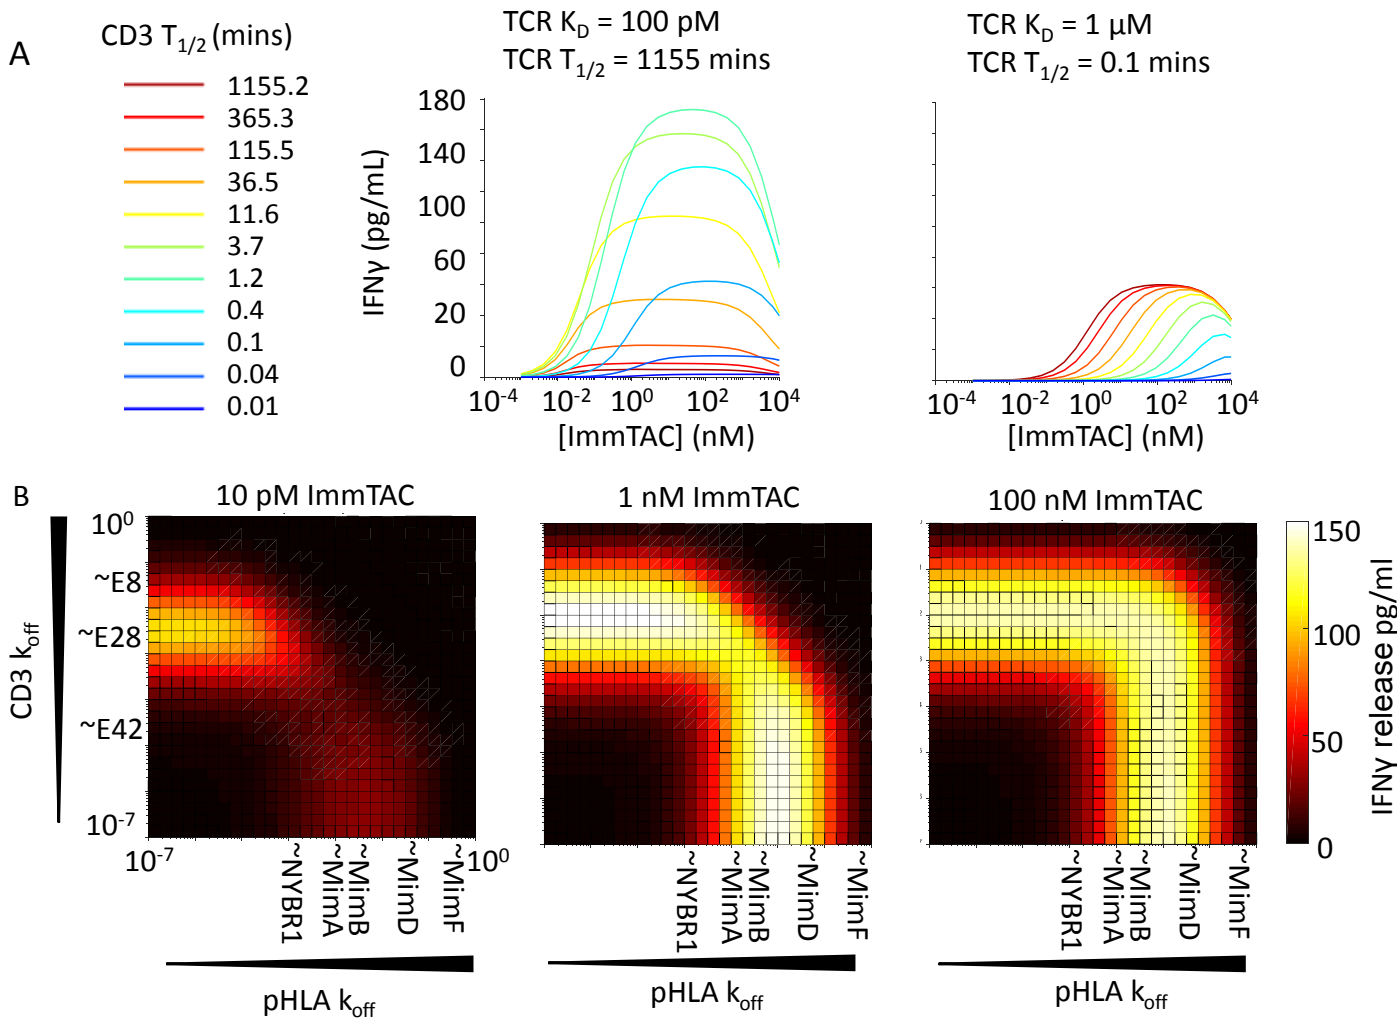 A
CD3 T1/2 (mins)
1155.2
365.3
115.5
36.5
11.6
3.7
1.2
0.4
0.1
0.04
0.01
TCR KD = 100 pM
TCR T1/2 = 1155 mins
IFNγ (pg/mL)
180
140
100
60
20
0
10-4 10-2 100 102 104
[ImmTAC] (nM)
TCR KD = 1 μM
TCR T1/2 = 0.1 mins
10-4 10-2 100 102 104
[ImmTAC] (nM)
B
10 pM ImmTAC
1 nM ImmTAC
100 nM ImmTAC
CD3 koff
100
~E8
~E28
~E42
10-7
10-7 100
~NYBR1
~MimA
~MimB
~MimD
~MimF
pHLA koff
~NYBR1
~MimA
~MimB
~MimD
~MimF
pHLA koff
~NYBR1
~MimA
~MimB
~MimD
~MimF
pHLA koff
150
100
50
0
IFNγ release pg/ml